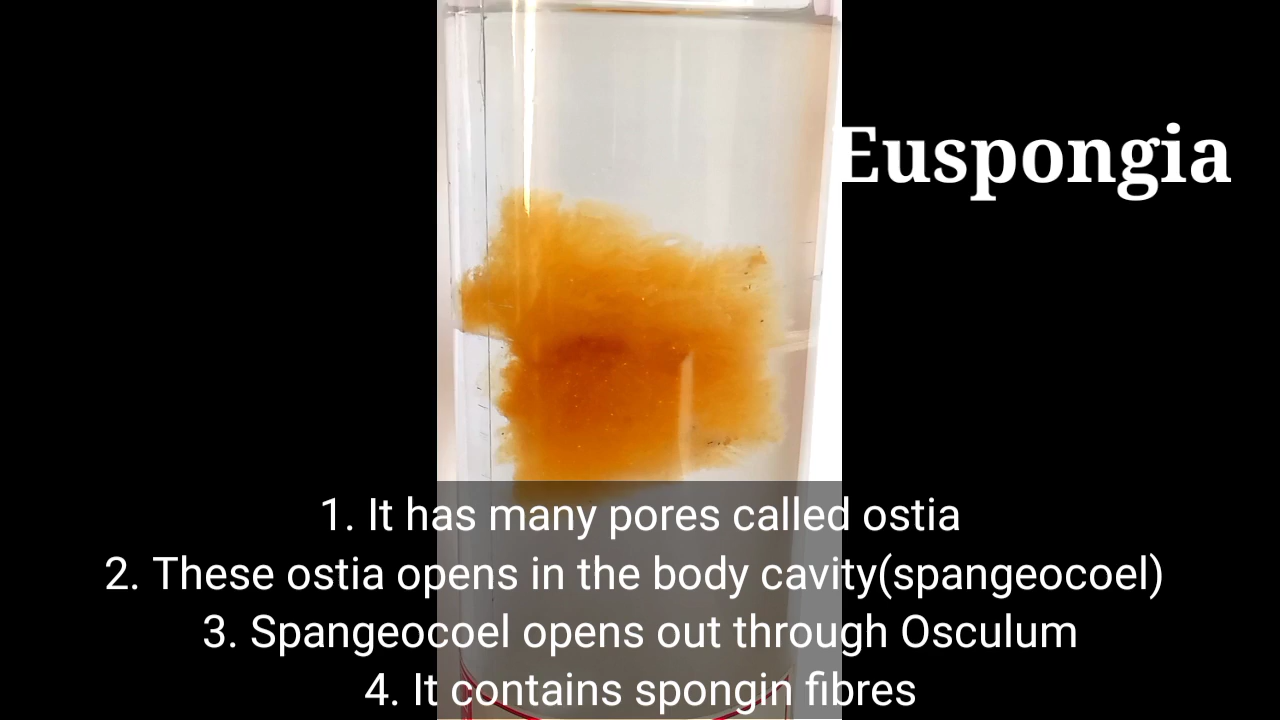 Euspongia
1. It has many pores called ostia
2. These ostia opens in the body cavity(spangeocoel)
3. Spangeocoel opens out through Osculum
4. It contains spongin fibres